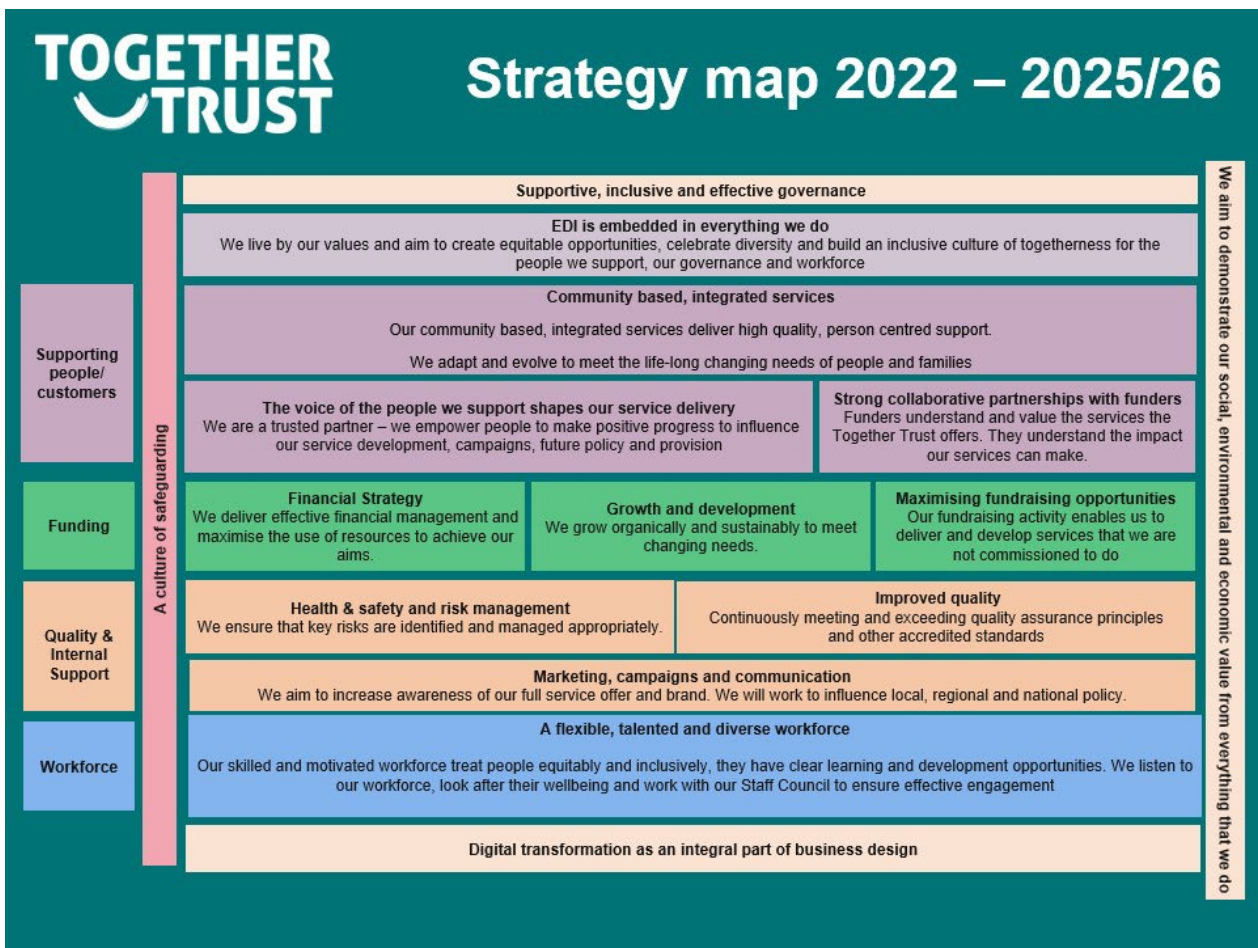 TOGETHER
TRUST
Strategy map 2022 – 2025/26
Supportive, inclusive and effective governance
EDI is embedded in everything we do
We live by our values and aim to create equitable opportunities, celebrate diversity and build an inclusive culture of togetherness for the
people we support, our governance and workforce
Supporting
people/
customers
Community based, integrated services
Our community based, integrated services deliver high quality, person centred support.
We adapt and evolve to meet the life-long changing needs of people and families
The voice of the people we support shapes our service delivery
We are a trusted partner – we empower people to make positive progress to influence
our service development, campaigns, future policy and provision
Strong collaborative partnerships with funders
Funders understand and value the services the
Together Trust offers. They understand the impact
our services can make.
Funding
Financial Strategy
We deliver effective financial management and
maximise the use of resources to achieve our
aims.
Growth and development
We grow organically and sustainably to meet
changing needs.
Maximising fundraising opportunities
Our fundraising activity enables us to
deliver and develop services that we are
not commissioned to do
Quality &
Internal
Support
Health & safety and risk management
We ensure that key risks are identified and managed appropriately.
Improved quality
Continuously meeting and exceeding quality assurance principles
and other accredited standards
Marketing, campaigns and communication
We aim to increase awareness of our full service offer and brand. We will work to influence local, regional and national policy.
Workforce
A flexible, talented and diverse workforce
Our skilled and motivated workforce treat people equitably and inclusively, they have clear learning and development opportunities. We listen to
our workforce, look after their wellbeing and work with our Staff Council to ensure effective engagement
Digital transformation as an integral part of business design
A culture of safeguarding
We aim to demonstrate our social, environmental and economic value from everything that we do